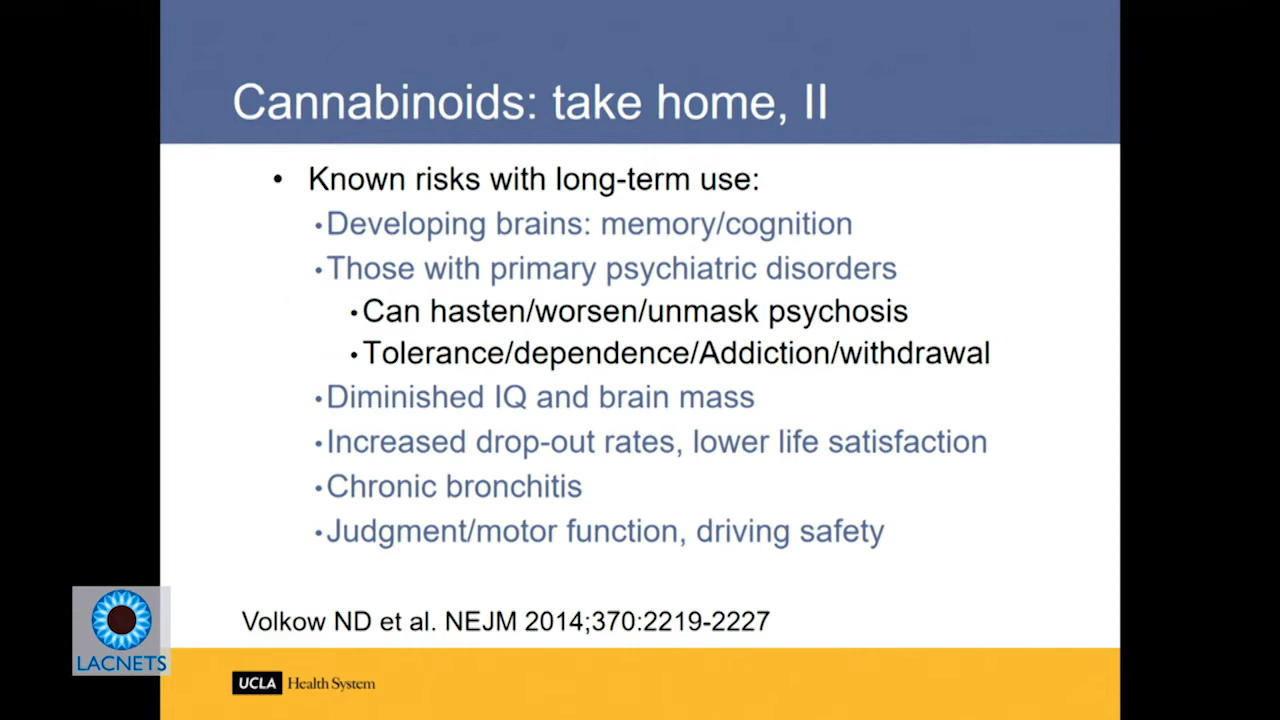 Cannabinoids: take home, II
• Known risks with long-term use:
•Developing brains: memory/cognition
•Those with primary psychiatric disorders
•Can hasten/worsen/unmask psychosis
•Tolerance/dependence/Addiction/withdrawal
•Diminished IQ and brain mass
•Increased drop-out rates, lower life satisfaction
•Chronic bronchitis
•Judgment/motor function, driving safety
Volkow ND et al. NEJM 2014;370:2219-2227
LACNETS
UCLA Health System